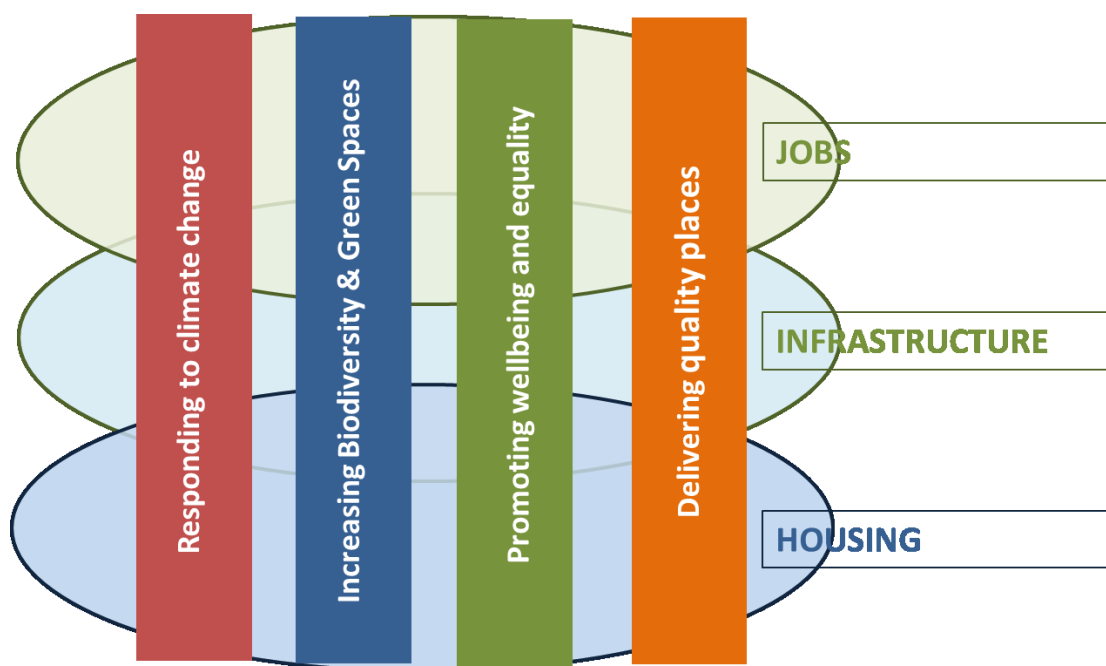 Responding to climate change
Increasing Biodiversity & Green Spaces
Promoting wellbeing and equality
Delivering quality places
JOBS
INFRASTRUCTURE
HOUSING